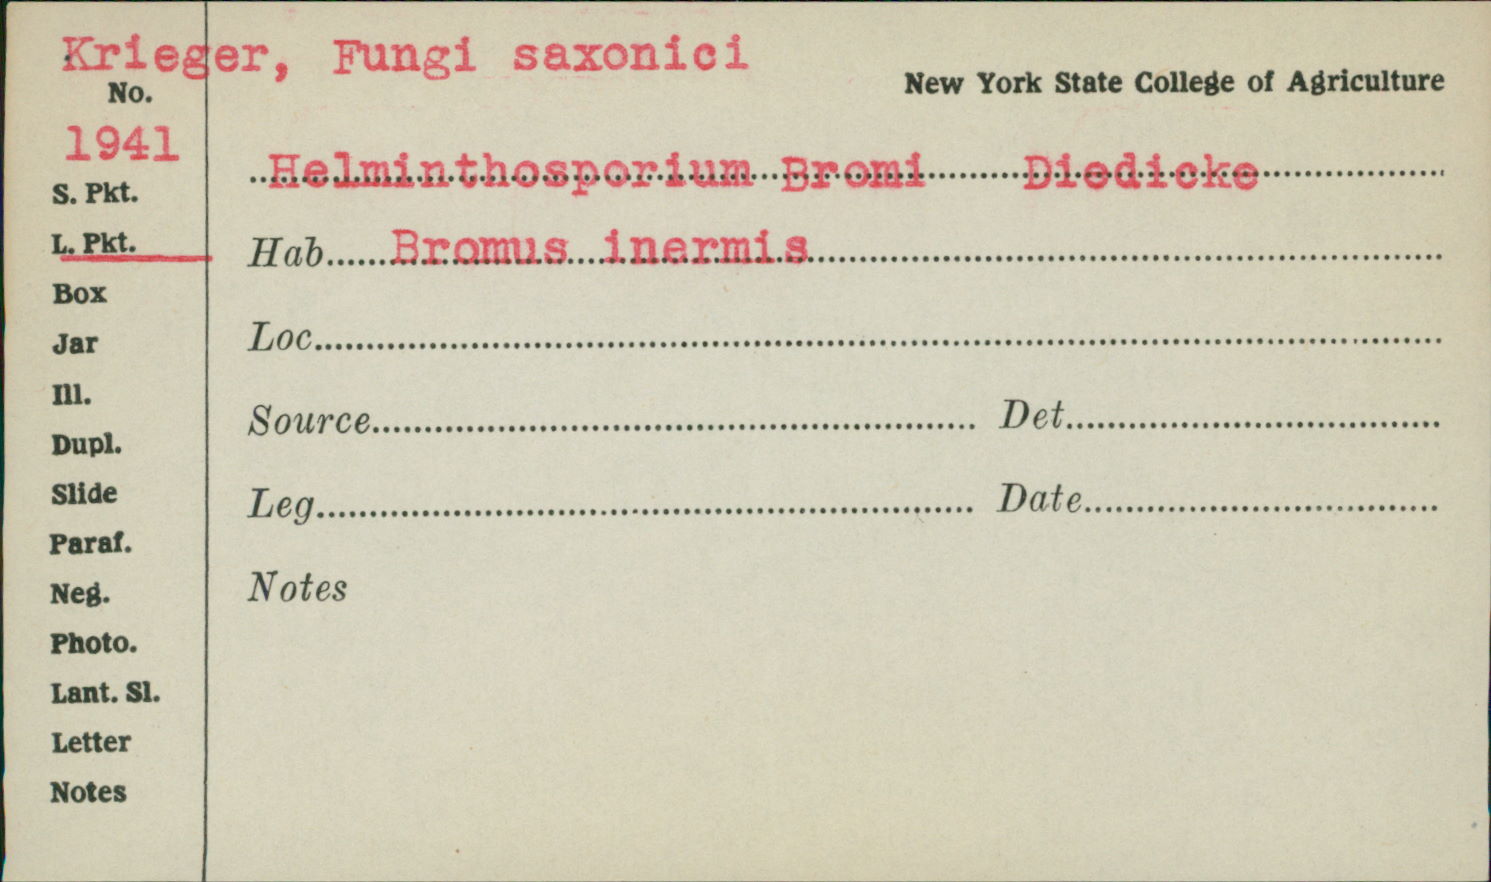 Krieger, Fungi saxonici
No.
New York State College of Agriculture
1941
Helminthosporium Bromi Diedicke
S. Pkt.
L. Pkt.
Hab. Bromus inermis
Box
Jar
Loc.
Ill.
Source Det.
Dupl.
Slide
Leg. Date
Paraf.
Neg.
Notes
Photo.
Lant. Sl.
Letter
Notes